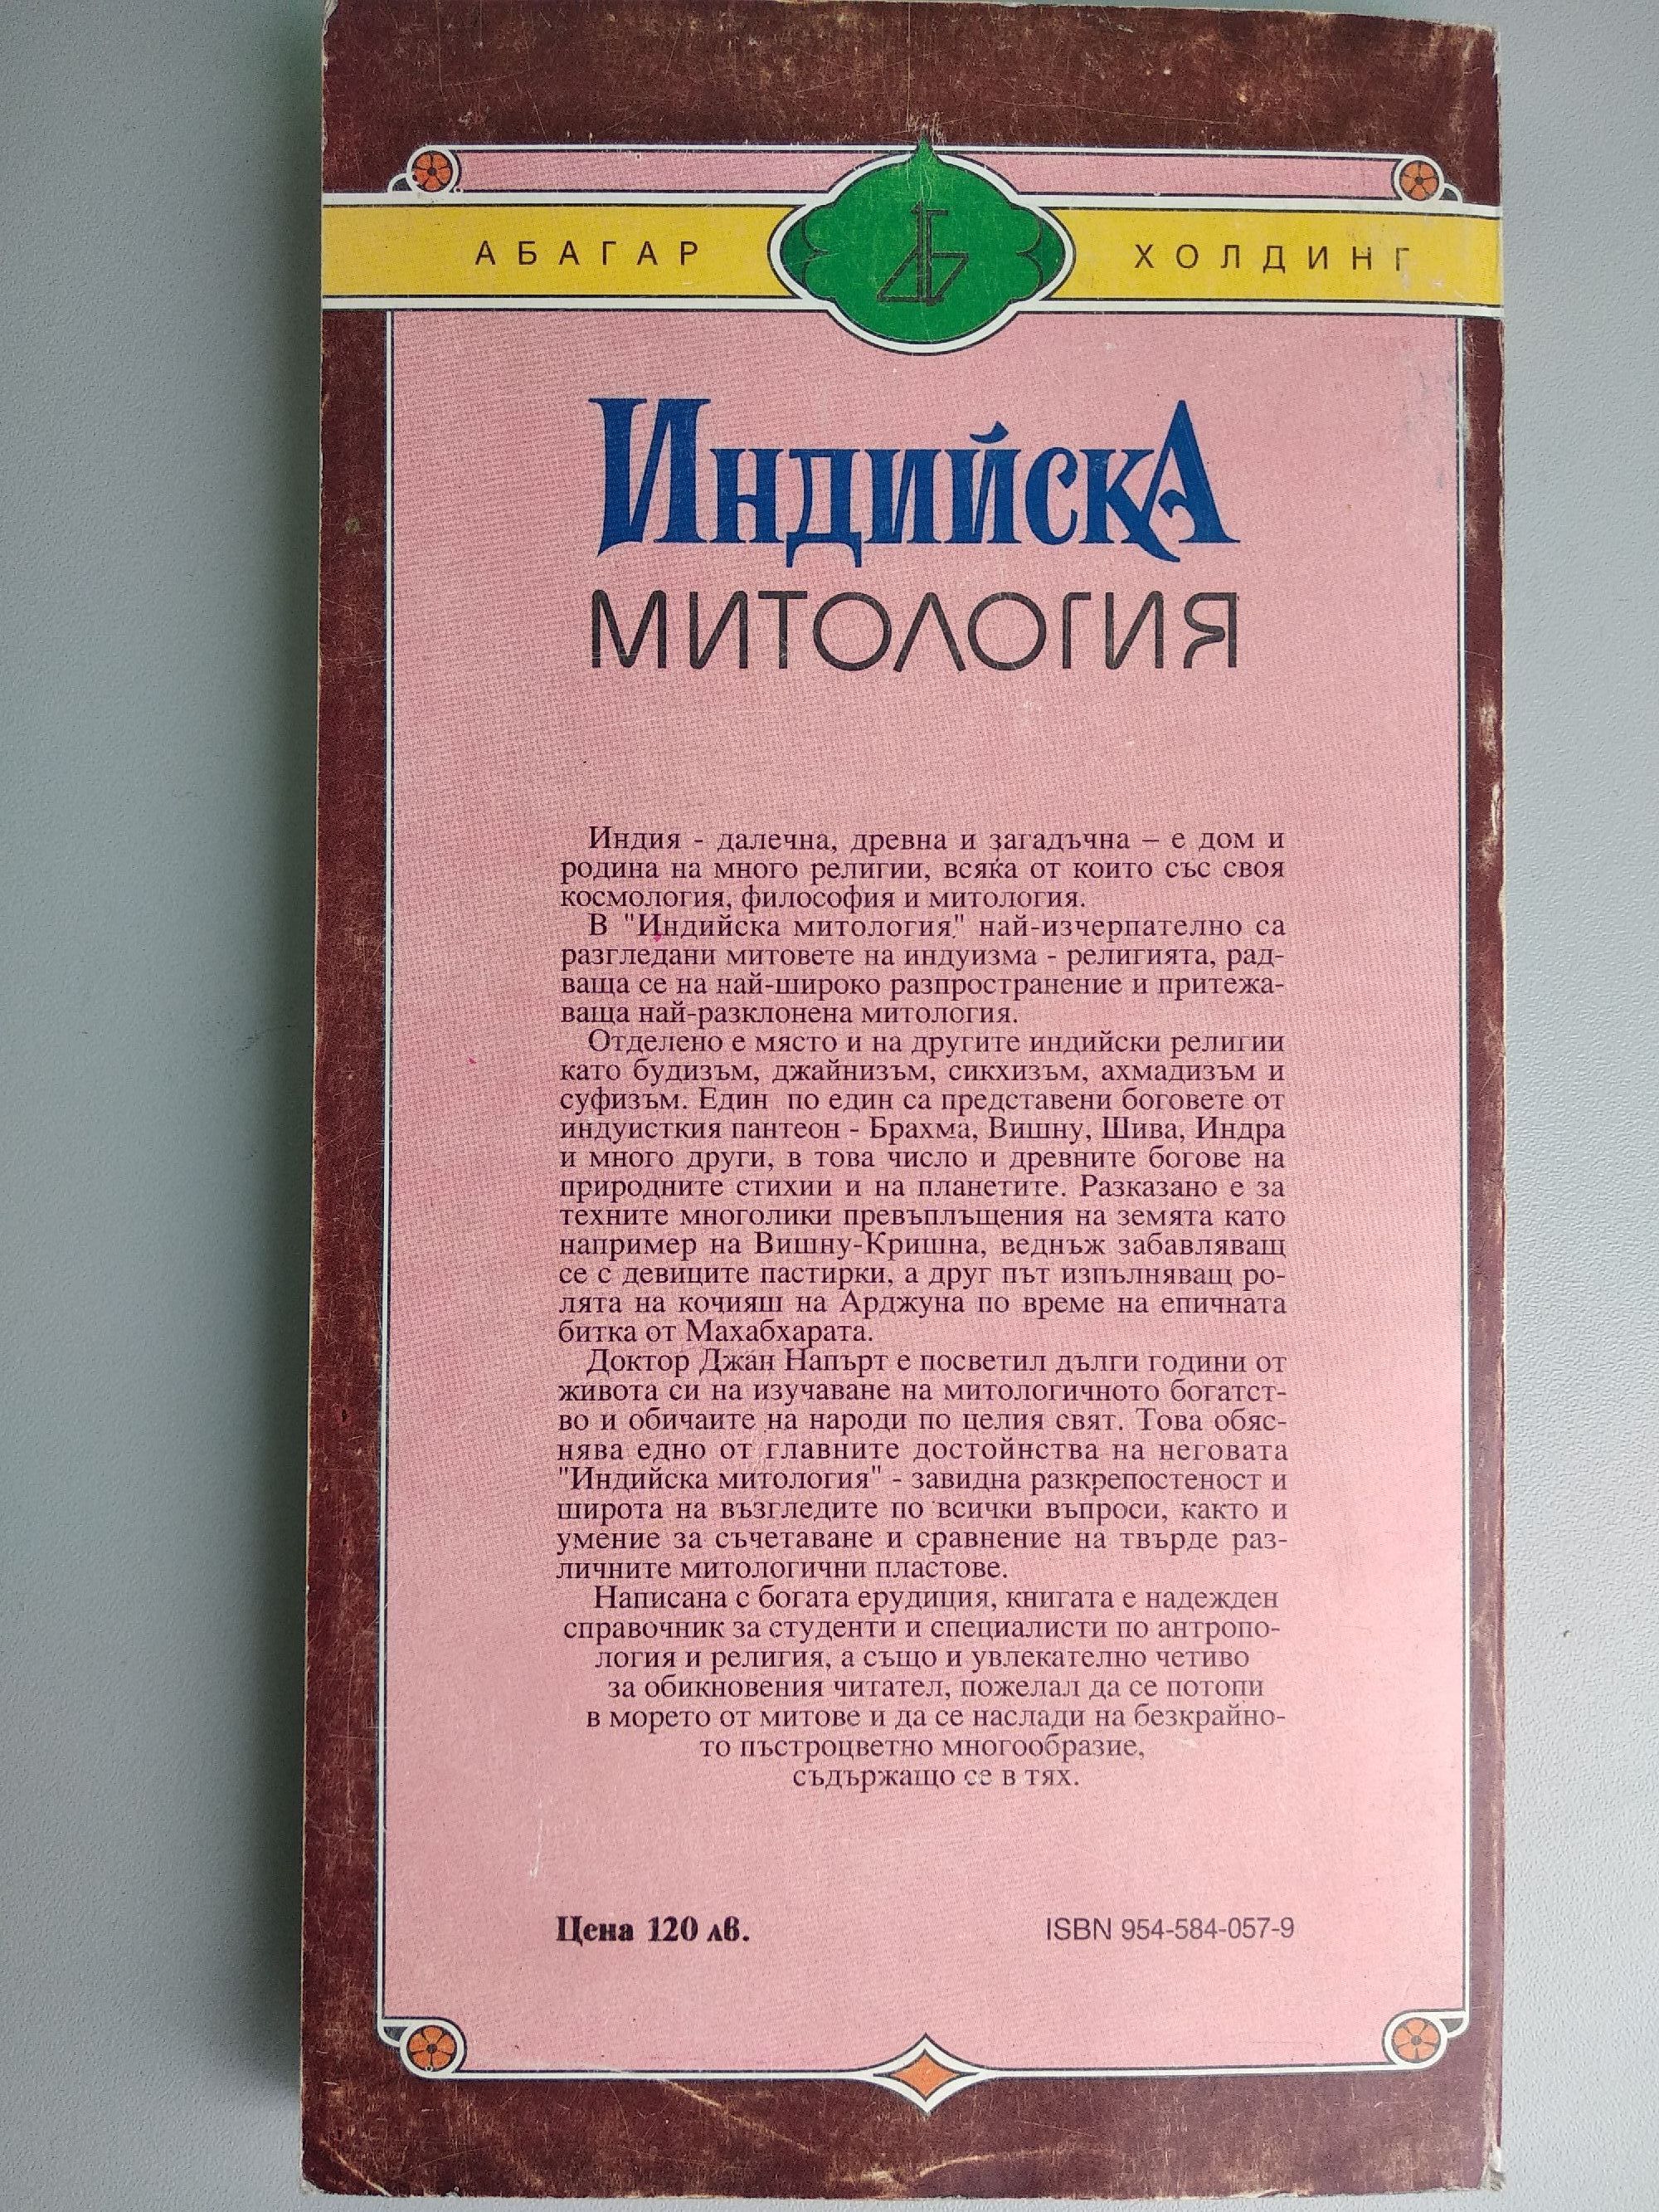 АБАГАР ХОЛДИНГ
ИНДИЙСКА
МИТОЛОГИЯ
Индия - далечна, древна и загадъчна – е дом и
родина на много религии, всяка от които със своя
космология, философия и митология.
В "Индийска митология" най-изчерпателно са
разгледани митовете на индуизма - религията, рад-
ваща се на най-широко разпространение и притежа-
ваща най-разклонена митология.
Отделено е място и на другите индийски религии
като будизъм, джайнизъм, сикхизъм, ахмадизъм и
суфизъм. Един по един са представени боговете от
индуисткия пантеон - Брахма, Вишну, Шива, Индра
и много други, в това число и древните богове на
природните стихии и на планетите. Разказано е за
техните многолики превъплъщения на земята като
например на Вишну-Кришна, веднъж забавляващ
се с девиците пастирки, а друг път изпълняващ ро-
лята на кочияш на Арджуна по време на епичната
битка от Махабхарата.
Доктор Джан Напърт е посветил дълги години от
живота си на изучаване на митологичното богатст-
во и обичаите на народи по целия свят. Това обяс-
нява едно от главните достойнства на неговата
"Индийска митология" - завидна разкрепостеност и
широта на възгледите по всички въпроси, както и
умение за съчетаване и сравнение на твърде раз-
личните митологични пластове.
Написана с богата ерудиция, книгата е надежден
справочник за студенти и специалисти по антропо-
логия и религия, а също и увлекателно четиво
за обикновения читател, пожелал да се потопи
в морето от митове и да се наслади на безкрайно-
то пъстроцветно многообразие,
съдържащо се в тях.
Цена 120 лв. ISBN 954-584-057-9